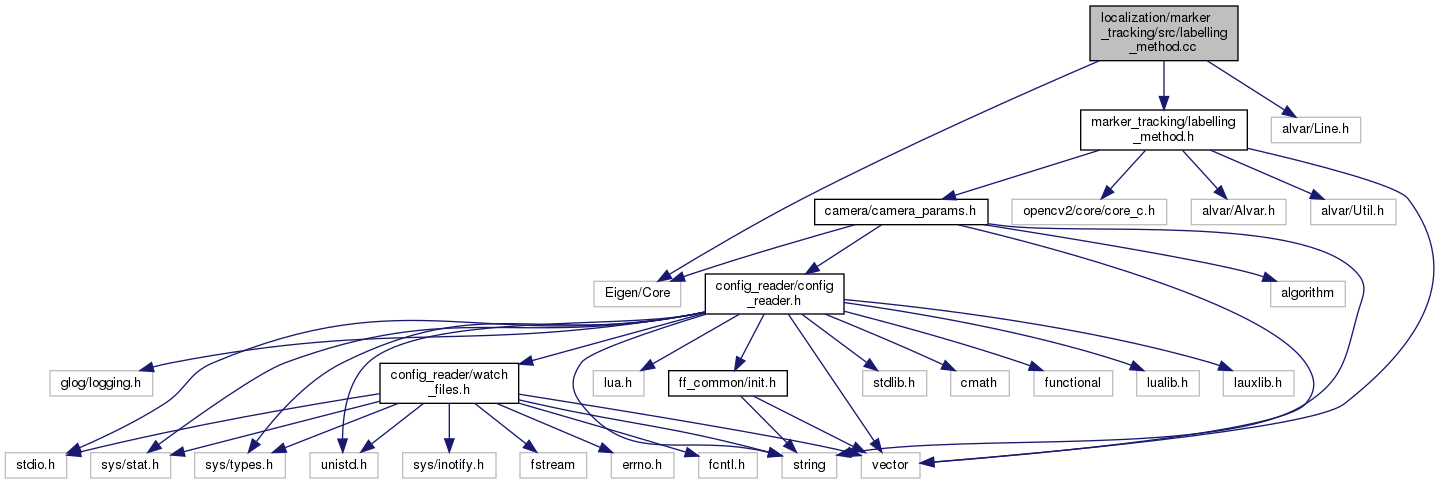 localization/marker
_tracking/src/labelling
_method.cc
marker_tracking/labelling
_method.h
alvar/Line.h
camera/camera_params.h
opencv2/core/core_c.h
alvar/Alvar.h
alvar/Util.h
Eigen/Core
config_reader/config
_reader.h
algorithm
glog/logging.h
config_reader/watch
_files.h
lua.h
ff_common/init.h
stdlib.h
cmath
functional
lualib.h
lauxlib.h
stdio.h
sys/stat.h
sys/types.h
unistd.h
sys/inotify.h
fstream
errno.h
fcntl.h
string
vector